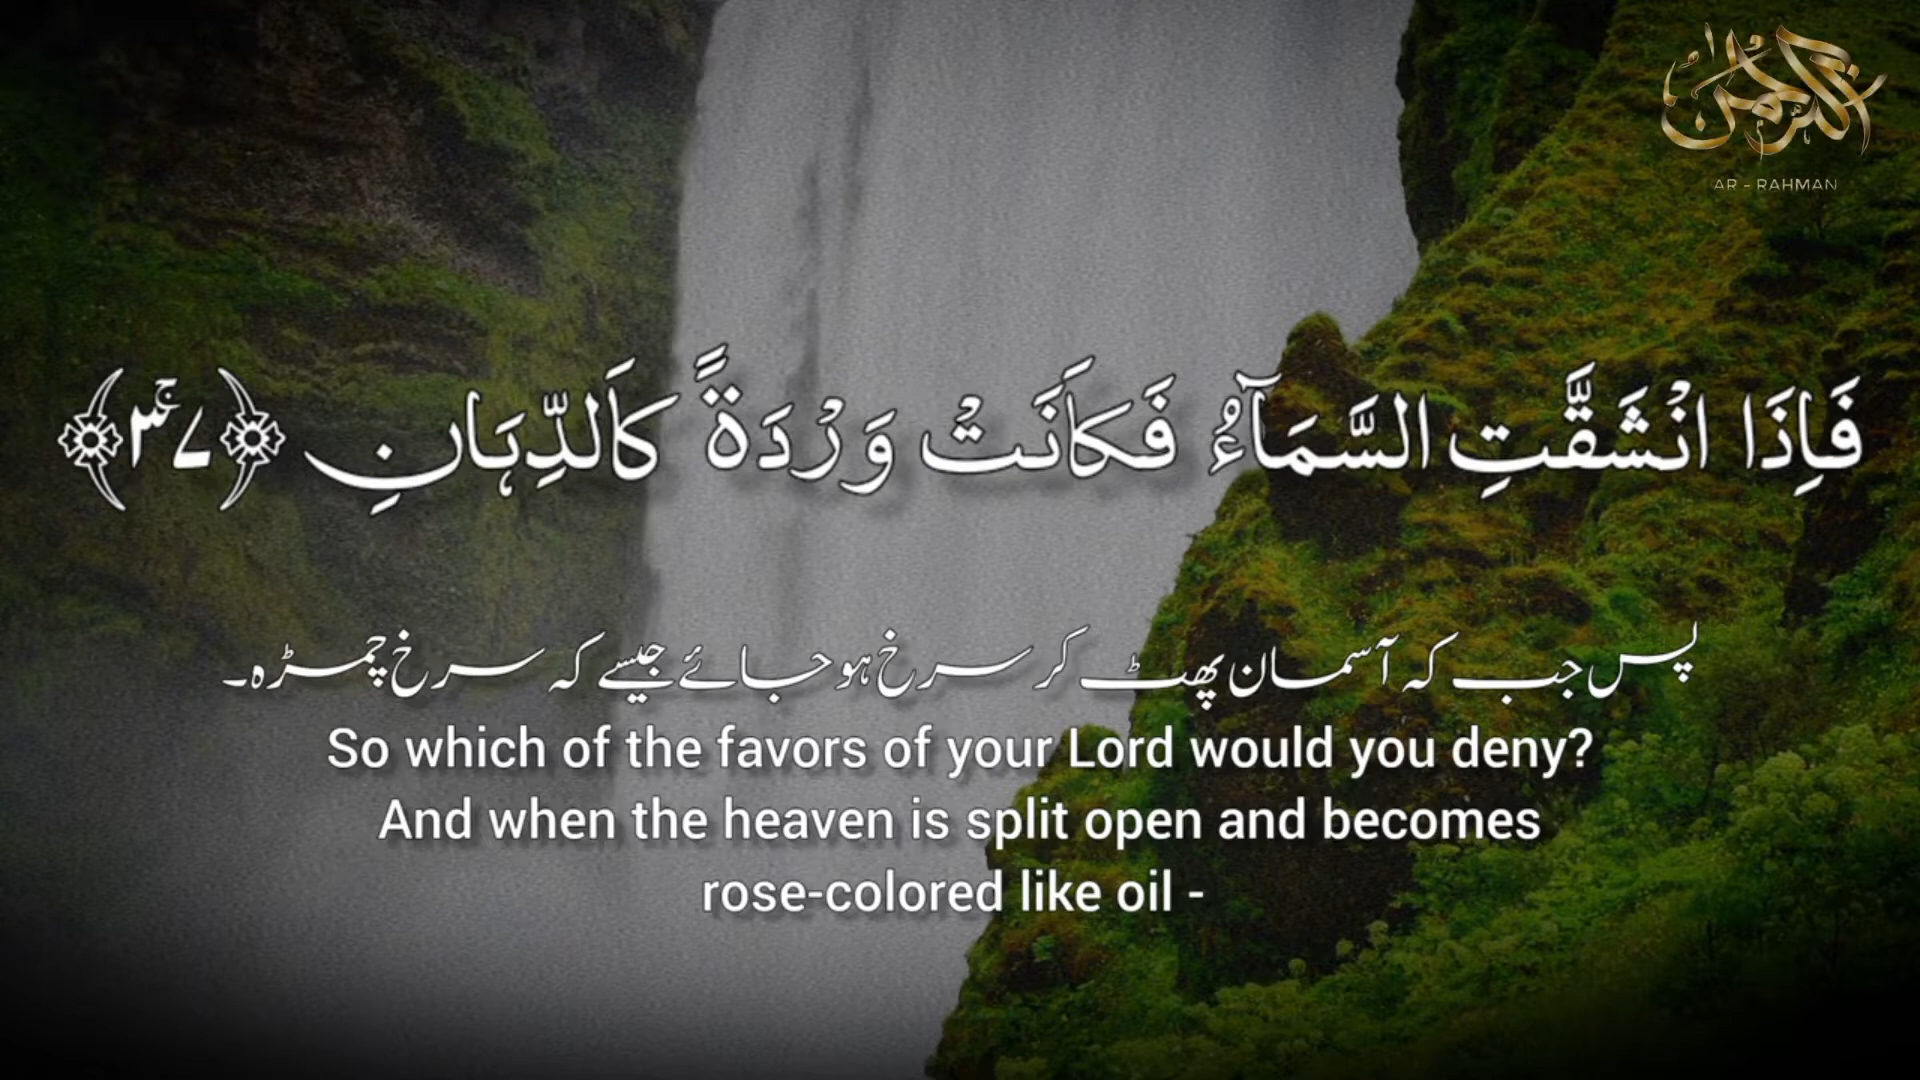 الرحمن
AR - RAHMAN
فَاِذَا انْشَقَّتِ السَّمَآءُ فَكَانَتْ وَرْدَةً كَالدِّهَانِ ﴿ۚ۳۷﴾
پس جب کہ آسمان پھٹ کر سرخ ہو جائے جیسے کہ سرخ چمڑہ۔
So which of the favors of your Lord would you deny?
And when the heaven is split open and becomes
rose-colored like oil -